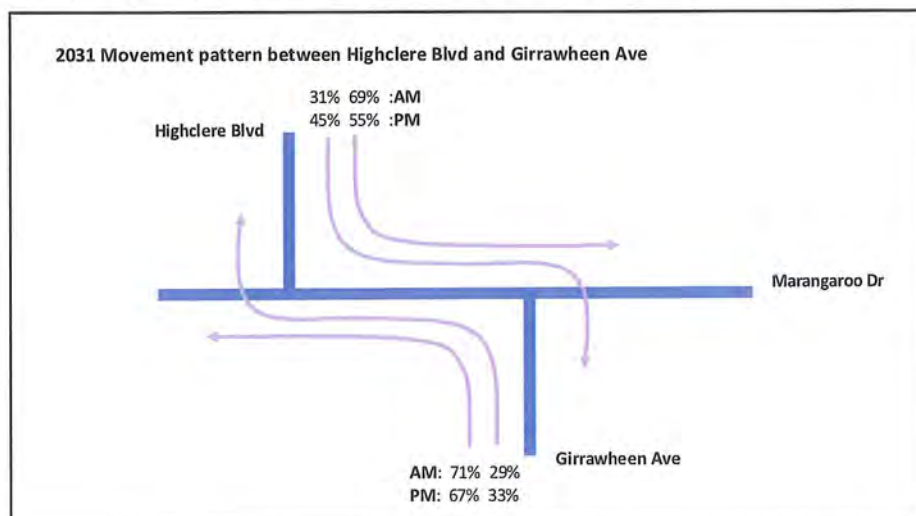 2031 Movement pattern between Highclere Blvd and Girrawheen Ave
31% 69% :AM
45% 55% :PM
Highclere Blvd
Marangaroo Dr
Girrawheen Ave
AM: 71% 29%
PM: 67% 33%